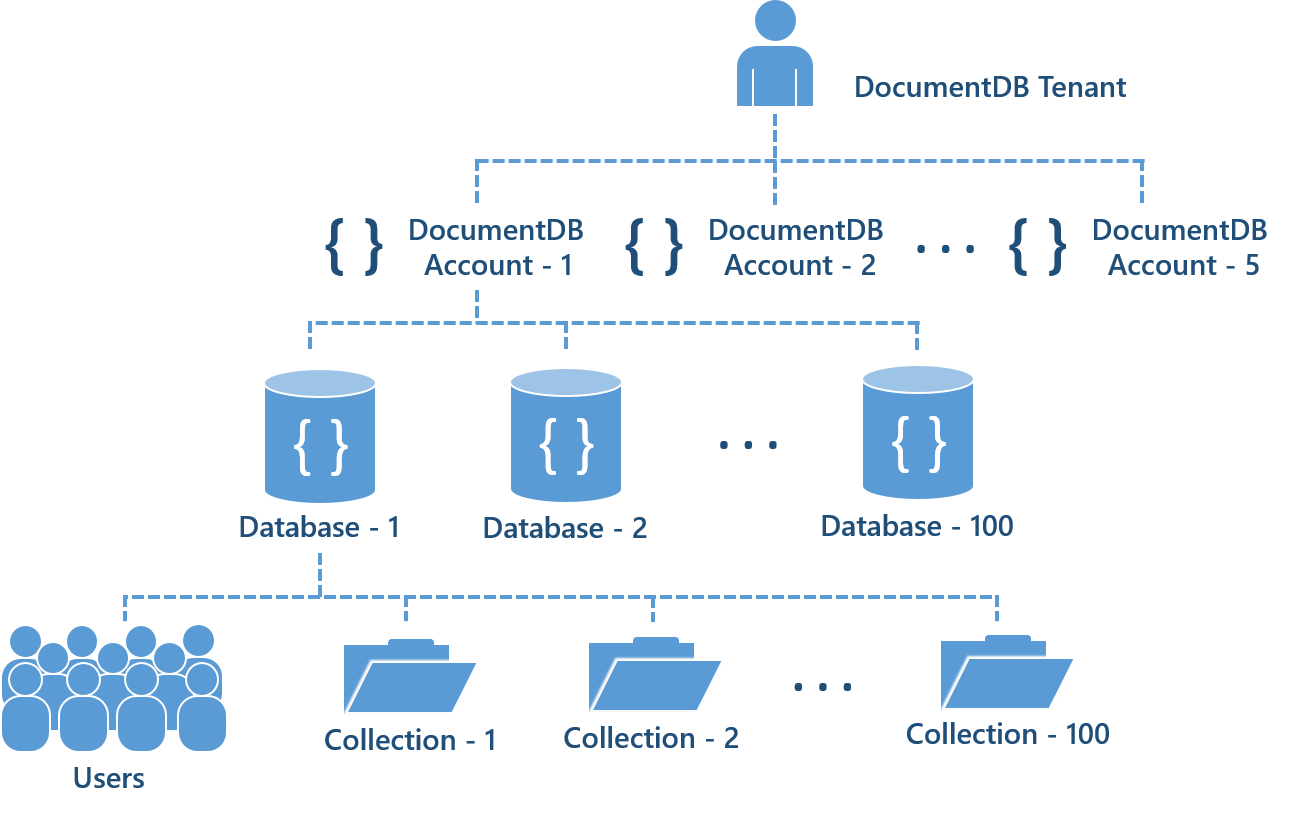 DocumentDB Tenant
{ } DocumentDB
Account - 1
{ } DocumentDB
Account - 2
. . .
{ } DocumentDB
Account - 5
{ }
Database - 1
{ }
Database - 2
. . .
{ }
Database - 100
Users
Collection - 1
Collection - 2
. . .
Collection - 100